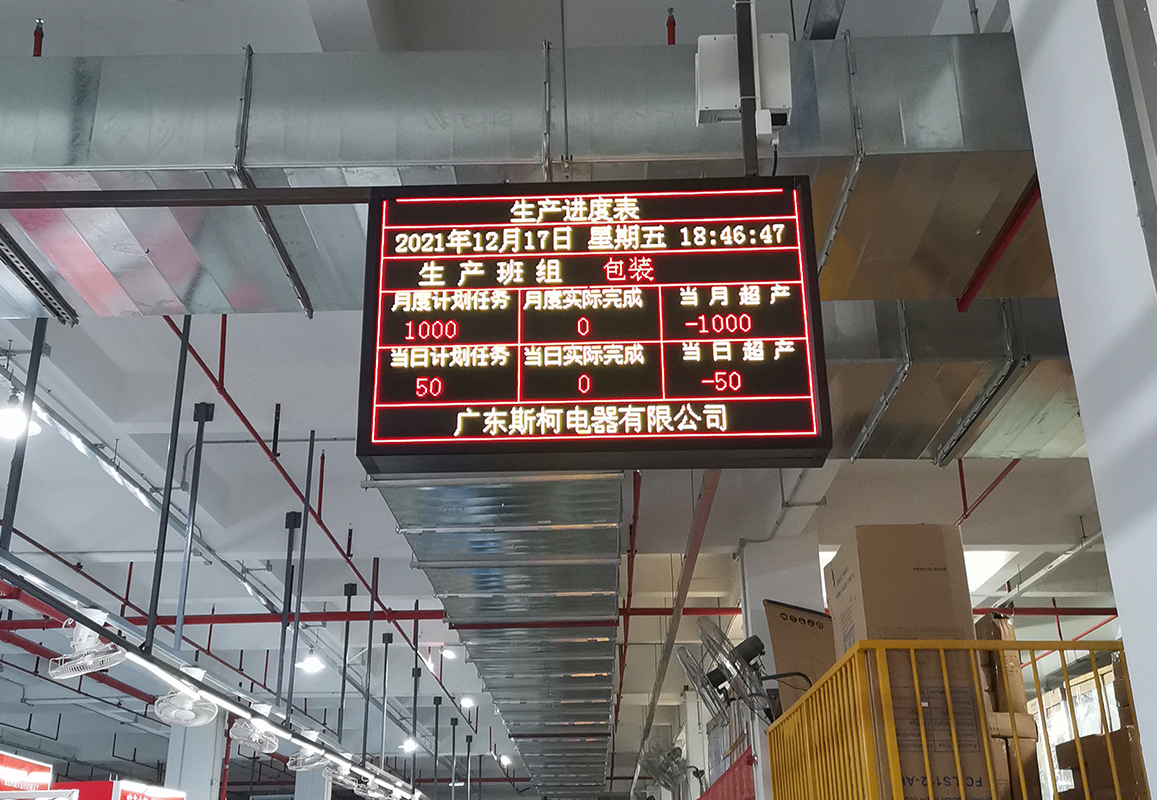 生产进度表
2021年12月17日 星期五 18:46:47
生产班组 包装
月度计划任务 月度实际完成 当月超产
1000 0 -1000
当日计划任务 当日实际完成 当日超产
50 0 -50
广东斯柯电器有限公司